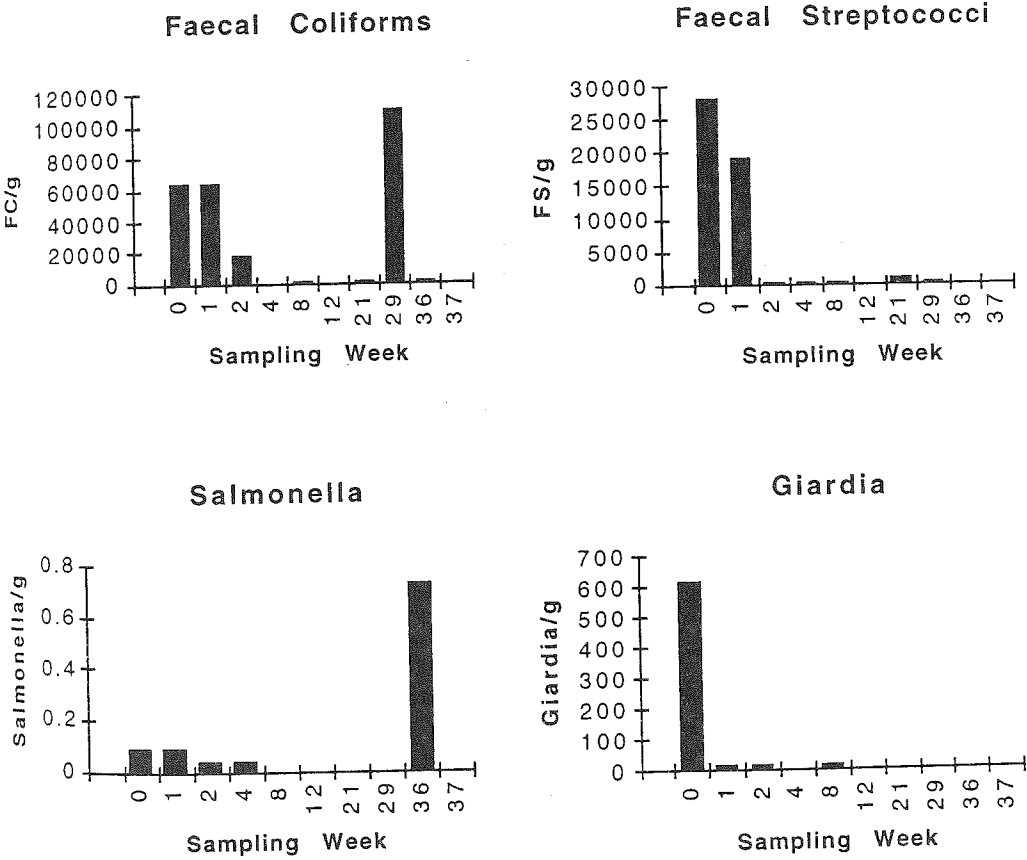 Faecal Coliforms
120000
100000
80000
60000
40000
20000
0
FC/g
0 1 2 4 8 12 21 29 36 37
Sampling Week
Faecal Streptococci
30000
25000
20000
15000
10000
5000
0
FS/g
0 1 2 4 8 12 21 29 36 37
Sampling Week
Salmonella
0.8
0.6
0.4
0.2
0
Salmonella/g
0 1 2 4 8 12 21 29 36 37
Sampling Week
Giardia
700
600
500
400
300
200
100
0
Giardia/g
0 1 2 4 8 12 21 29 36 37
Sampling Week